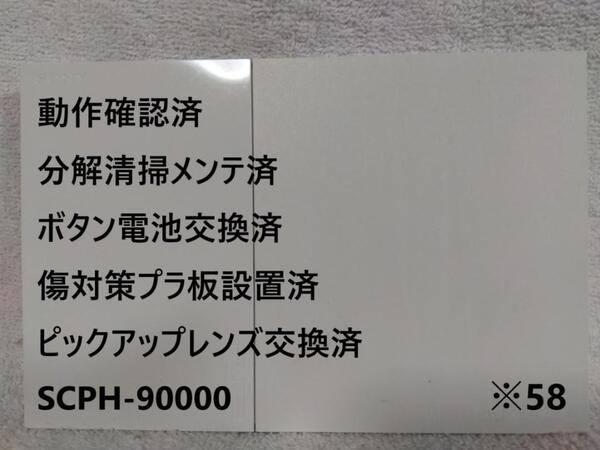 動作確認済
分解清掃メンテ済
ボタン電池交換済
傷対策プラ板設置済
ピックアップレンズ交換済
SCPH-90000
※58